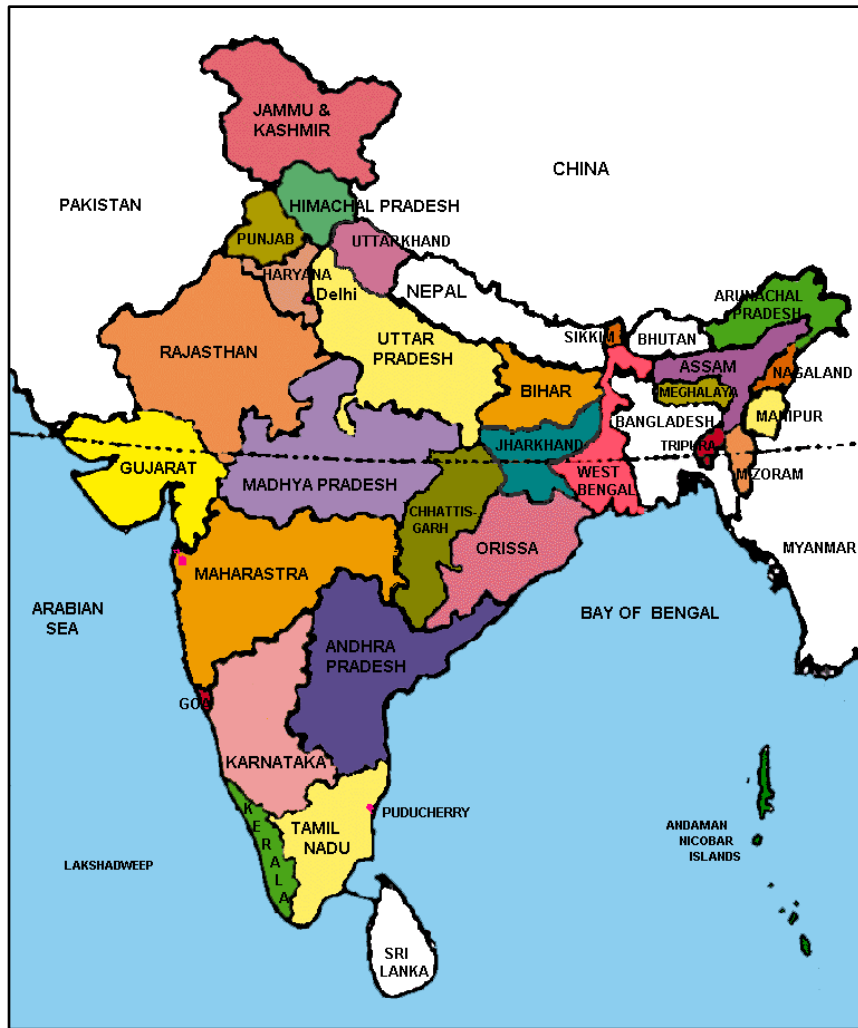 JAMMU &
KASHMIR
CHINA
PAKISTAN
HIMACHAL PRADESH
PUNJAB
UTTARKHAND
HARYANA
Delhi
NEPAL
ARUNACHAL
PRADESH
SIKKIM
BHUTAN
RAJASTHAN
UTTAR
PRADESH
ASSAM
NAGALAND
BIHAR
MEGHALAYA
BANGLADESH
MANIPUR
JHARKHAND
TRIPHRA
GUJARAT
MADHYA PRADESH
WEST
BENGAL
MIZORAM
CHHATTIS-
GARH
ORISSA
MYANMAR
MAHARASTRA
ARABIAN
SEA
BAY OF BENGAL
ANDHRA
PRADESH
GOA
KARNATAKA
PUDUCHERRY
KERALA
TAMIL
NADU
ANDAMAN
NICOBAR
ISLANDS
LAKSHADWEEP
SRI
LANKA